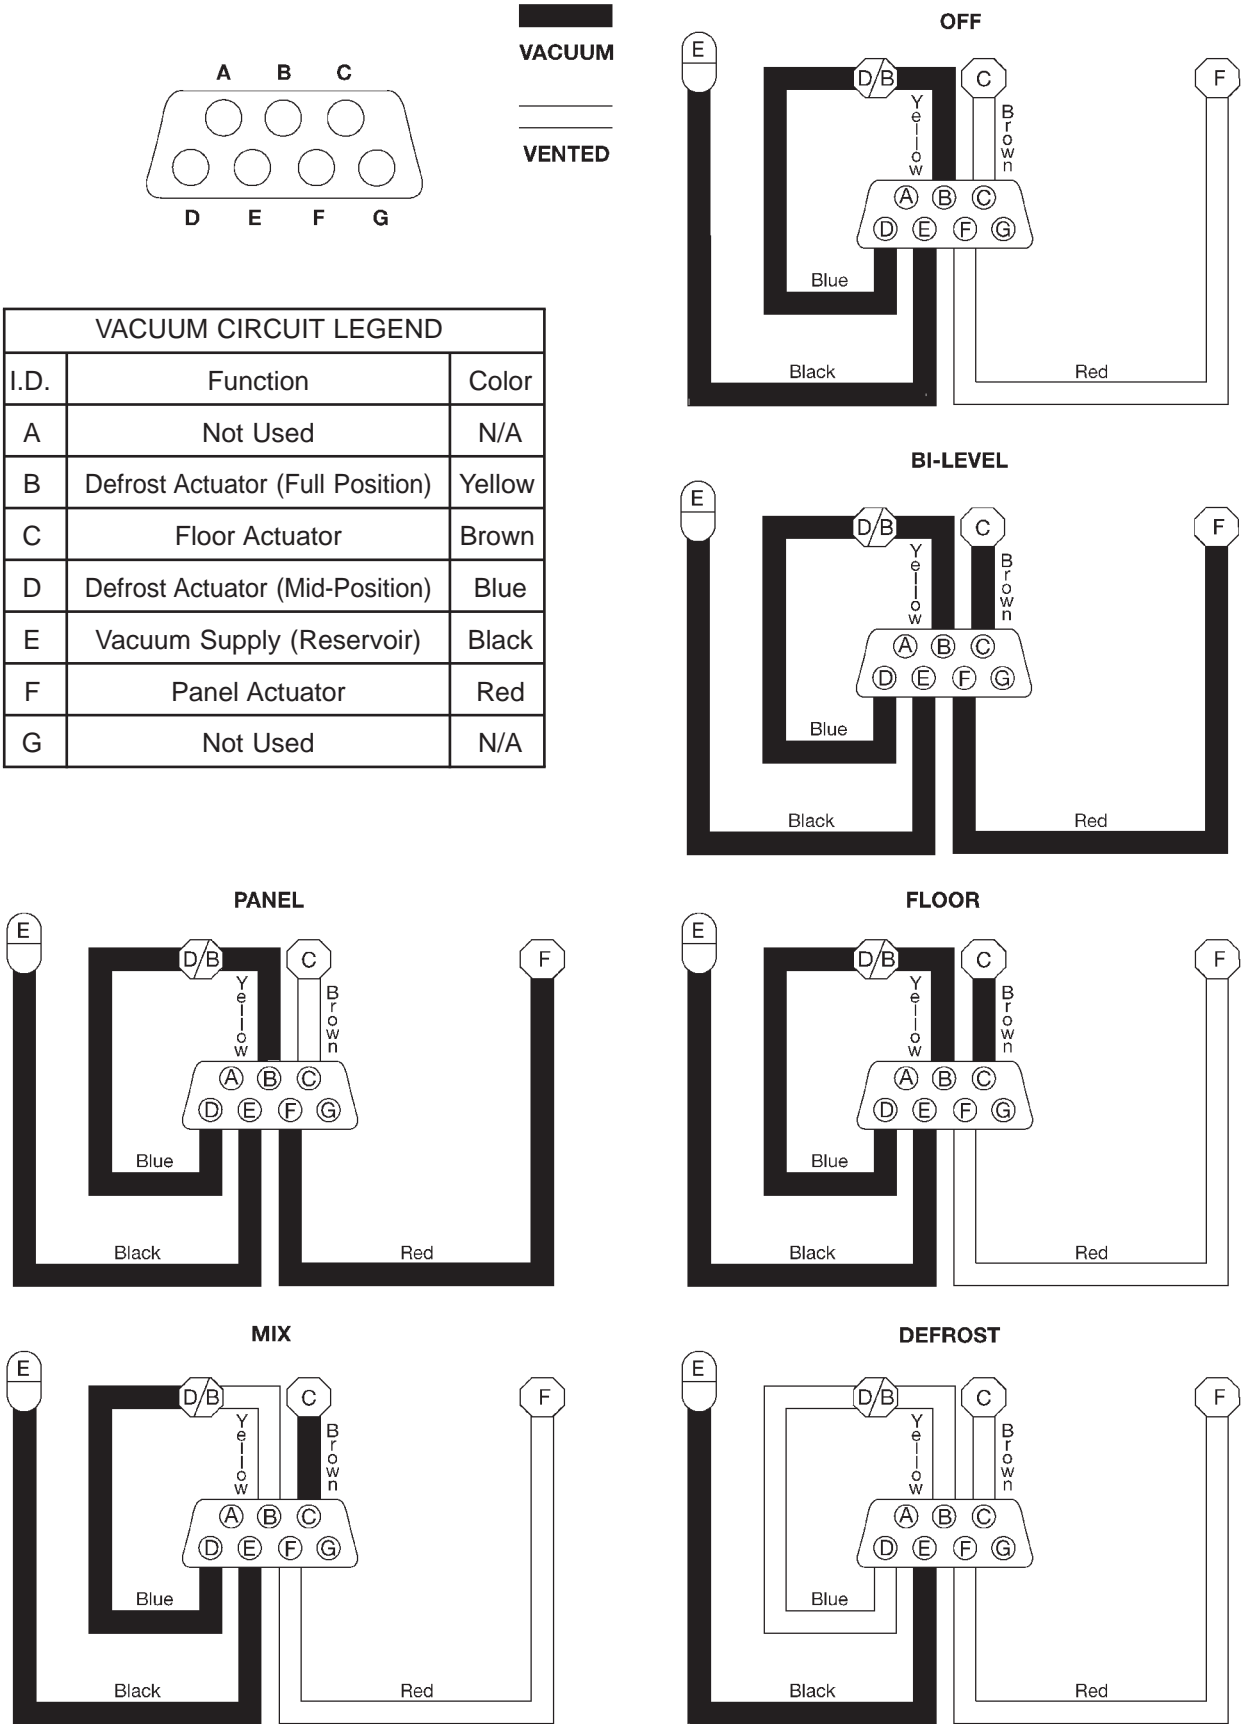 A B C
D E F G
VACUUM
VENTED
VACUUM CIRCUIT LEGEND
I.D. Function Color
A Not Used N/A
B Defrost Actuator (Full Position) Yellow
C Floor Actuator Brown
D Defrost Actuator (Mid-Position) Blue
E Vacuum Supply (Reservoir) Black
F Panel Actuator Red
G Not Used N/A
OFF
E D/B C F
Yellow Brown
A B C
D E F G
Blue
Black Red
BI-LEVEL
E D/B C F
Yellow Brown
A B C
D E F G
Blue
Black Red
PANEL
E D/B C F
Yellow Brown
A B C
D E F G
Blue
Black Red
FLOOR
E D/B C F
Yellow Brown
A B C
D E F G
Blue
Black Red
MIX
E D/B C F
Yellow Brown
A B C
D E F G
Blue
Black Red
DEFROST
E D/B C F
Yellow Brown
A B C
D E F G
Blue
Black Red